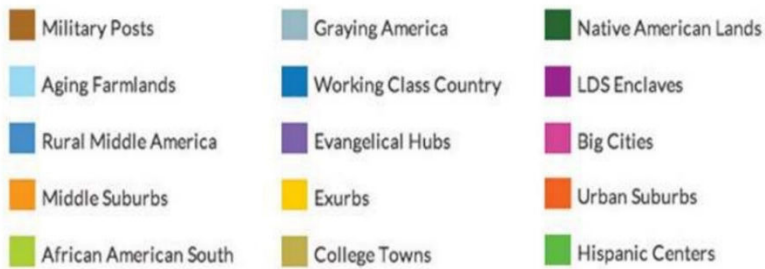 Military Posts
Graying America
Native American Lands
Aging Farmlands
Working Class Country
LDS Enclaves
Rural Middle America
Evangelical Hubs
Big Cities
Middle Suburbs
Exurbs
Urban Suburbs
African American South
College Towns
Hispanic Centers